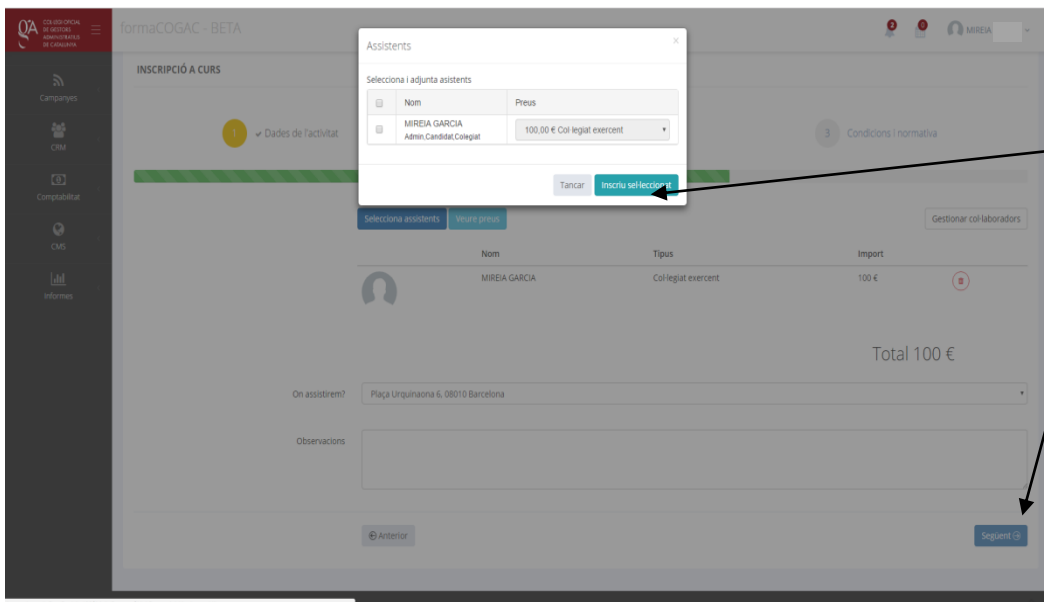 COL·LEGI OFICIAL
DE GESTORS
ADMINISTRATIUS
DE CATALUNYA
formaCOGAC - BETA
MIREIA
Campanyes
CRM
Comptabilitat
CMS
Informes
INSCRIPCIÓ A CURS
1 Dades de l'activitat
3 Condicions i normativa
Assistents ×
Selecciona i adjunta asistents
Nom Preus
MIREIA GARCIA 100,00 € Col·legiat exercent
Admin,Candidat,Colegiat
Tancar Inscriu sel·leccionat
Selecciona assistents Veure preus Gestionar col·laboradors
Nom Tipus Import
MIREIA GARCIA Col·legiat exercent 100 €
Total 100 €
On assistirem? Plaça Urquinaona 6, 08010 Barcelona
Observacions
Anterior Següent